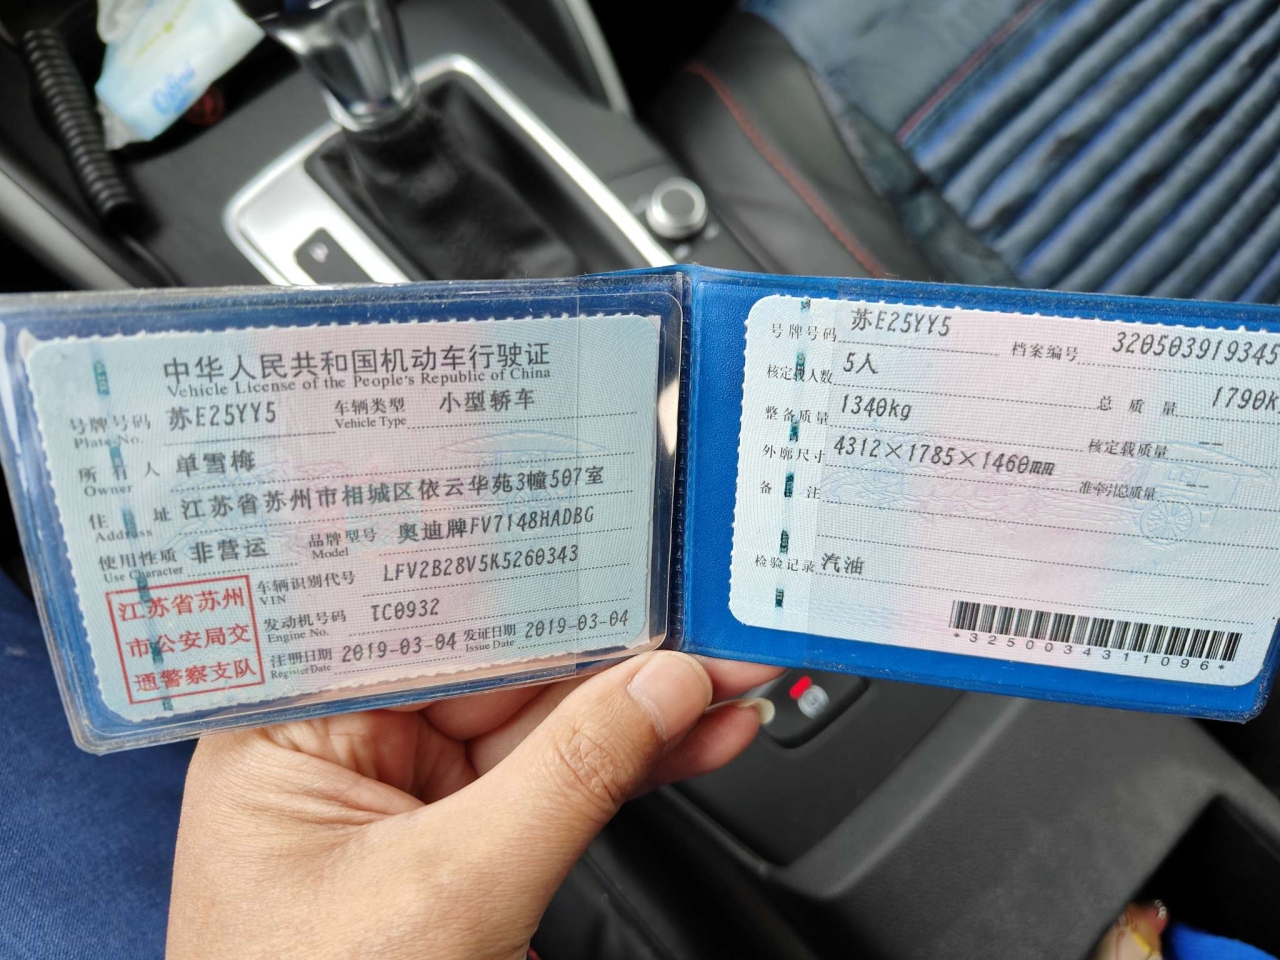 中华人民共和国机动车行驶证
Vehicle License of the People's Republic of China
号牌号码 苏E25YY5 车辆类型 小型轿车
Plate No. Vehicle Type
所有人 单雪梅
Owner
住址 江苏省苏州市相城区依云华苑3幢507室
Address
使用性质 非营运 品牌型号 奥迪牌FV7148HADBG
Use Character Model
江苏省苏州
市公安局交
通警察支队
车辆识别代号 LFV2B28V5K5260343
VIN
发动机号码 TC0932
Engine No.
注册日期 2019-03-04 发证日期 2019-03-04
Register Date Issue Date
号牌号码 苏E25YY5 档案编号 320503919345
核定载人数 5人 总质量 1790k
整备质量 1340kg 核定载质量 --
外廓尺寸 4312×1785×1460mm 准牵引总质量 --
备注
检验记录 汽油
*3250034311096*